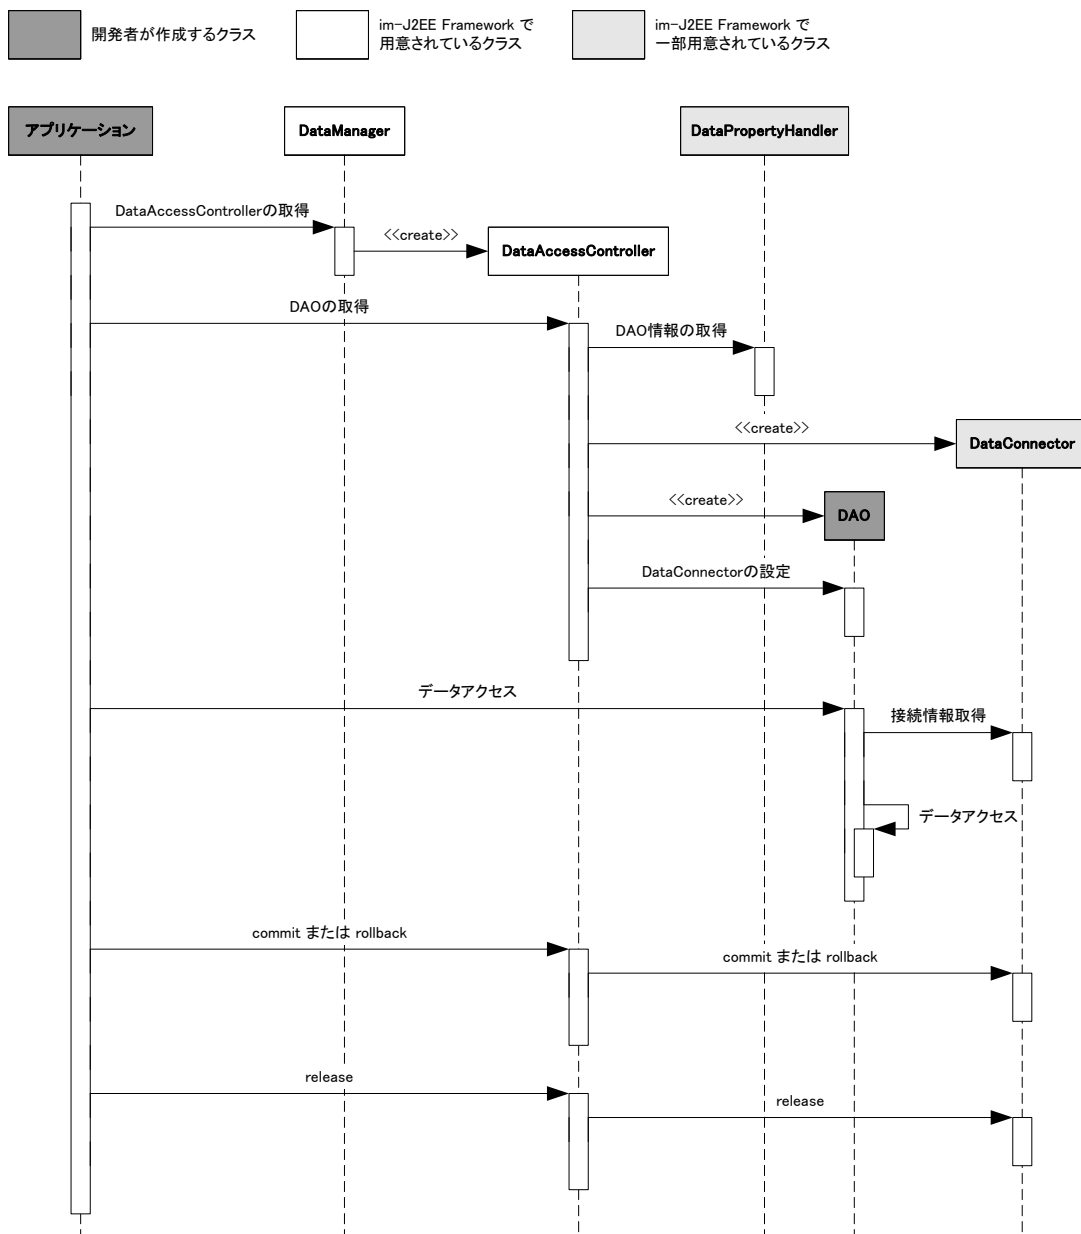 開発者が作成するクラス
im-J2EE Framework で
用意されているクラス
im-J2EE Framework で
一部用意されているクラス
アプリケーション
DataManager
DataPropertyHandler
DataAccessControllerの取得
<<create>>
DataAccessController
DAOの取得
DAO情報の取得
<<create>>
DataConnector
<<create>>
DAO
DataConnectorの設定
データアクセス
接続情報取得
データアクセス
commit または rollback
commit または rollback
release
release